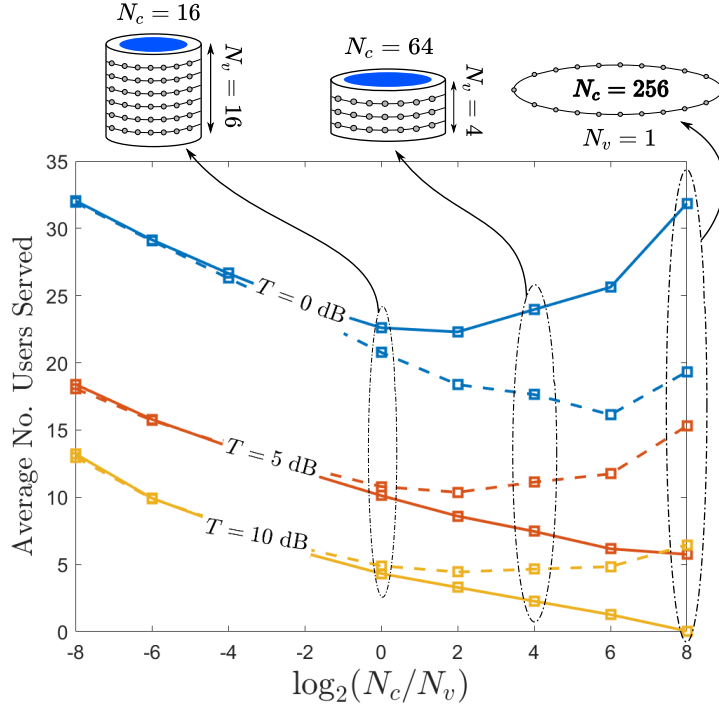 N_c = 16
N_v = 16
N_c = 64
N_v = 4
N_c = 256
N_v = 1
Average No. Users Served
35
30
25
20
15
10
5
0
T = 0 dB
T = 5 dB
T = 10 dB
-8 -6 -4 -2 0 2 4 6 8
log_2(N_c/N_v)